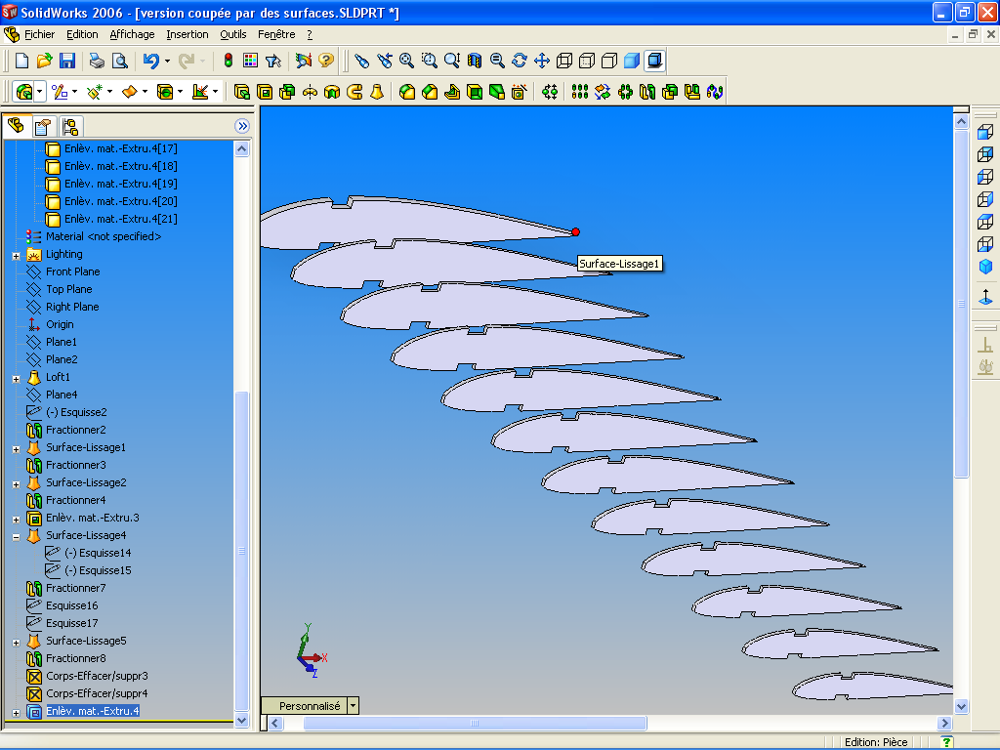 SolidWorks 2006 - [version coupée par des surfaces.SLDPRT *]
Fichier Edition Affichage Insertion Outils Fenêtre ?
Enlèv. mat.-Extru.4[17]
Enlèv. mat.-Extru.4[18]
Enlèv. mat.-Extru.4[19]
Enlèv. mat.-Extru.4[20]
Enlèv. mat.-Extru.4[21]
Material <not specified>
Lighting
Front Plane
Top Plane
Right Plane
Origin
Plane1
Plane2
Loft1
Plane4
(-) Esquisse2
Fractionner2
Surface-Lissage1
Fractionner3
Surface-Lissage2
Fractionner4
Enlèv. mat.-Extru.3
Surface-Lissage4
(-) Esquisse14
(-) Esquisse15
Fractionner7
Esquisse16
Esquisse17
Surface-Lissage5
Fractionner8
Corps-Effacer/suppr3
Corps-Effacer/suppr4
Enlèv. mat.-Extru.4
Surface-Lissage1
Y
X
Z
Personnalisé
Edition: Pièce
?